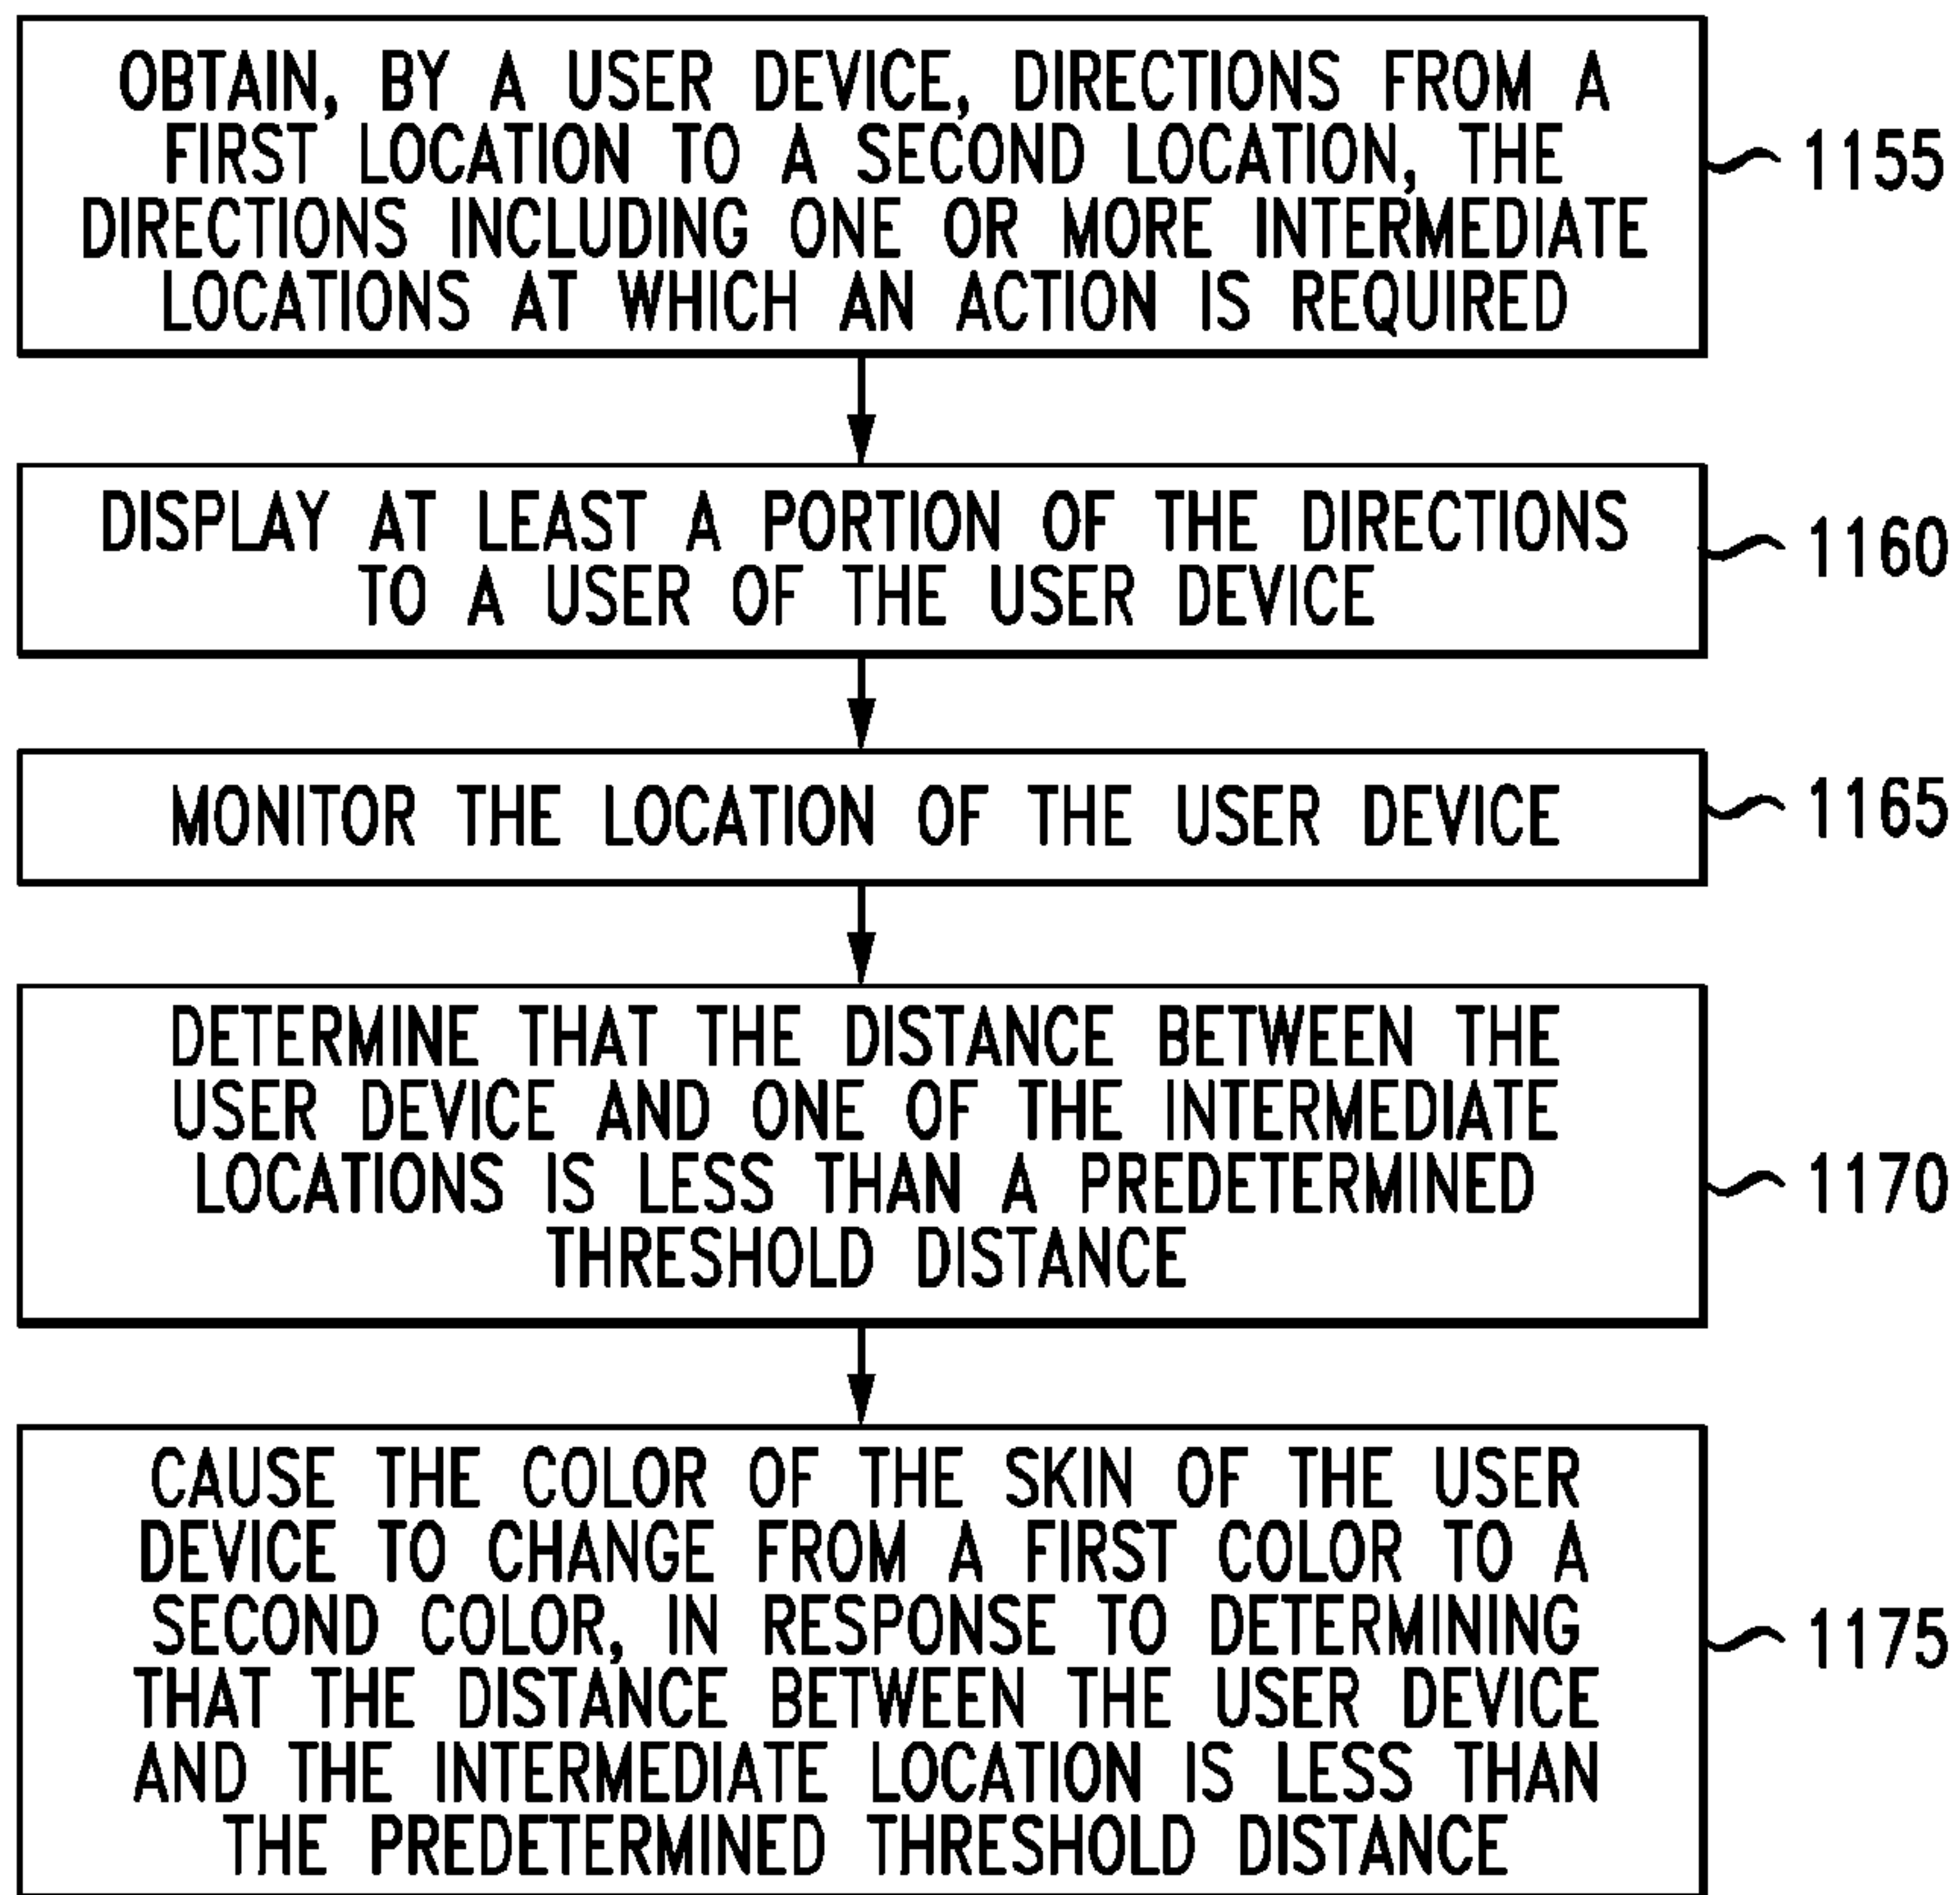 OBTAIN, BY A USER DEVICE, DIRECTIONS FROM A
FIRST LOCATION TO A SECOND LOCATION, THE
DIRECTIONS INCLUDING ONE OR MORE INTERMEDIATE
LOCATIONS AT WHICH AN ACTION IS REQUIRED
1155
DISPLAY AT LEAST A PORTION OF THE DIRECTIONS
TO A USER OF THE USER DEVICE
1160
MONITOR THE LOCATION OF THE USER DEVICE
1165
DETERMINE THAT THE DISTANCE BETWEEN THE
USER DEVICE AND ONE OF THE INTERMEDIATE
LOCATIONS IS LESS THAN A PREDETERMINED
THRESHOLD DISTANCE
1170
CAUSE THE COLOR OF THE SKIN OF THE USER
DEVICE TO CHANGE FROM A FIRST COLOR TO A
SECOND COLOR, IN RESPONSE TO DETERMINING
THAT THE DISTANCE BETWEEN THE USER DEVICE
AND THE INTERMEDIATE LOCATION IS LESS THAN
THE PREDETERMINED THRESHOLD DISTANCE
1175